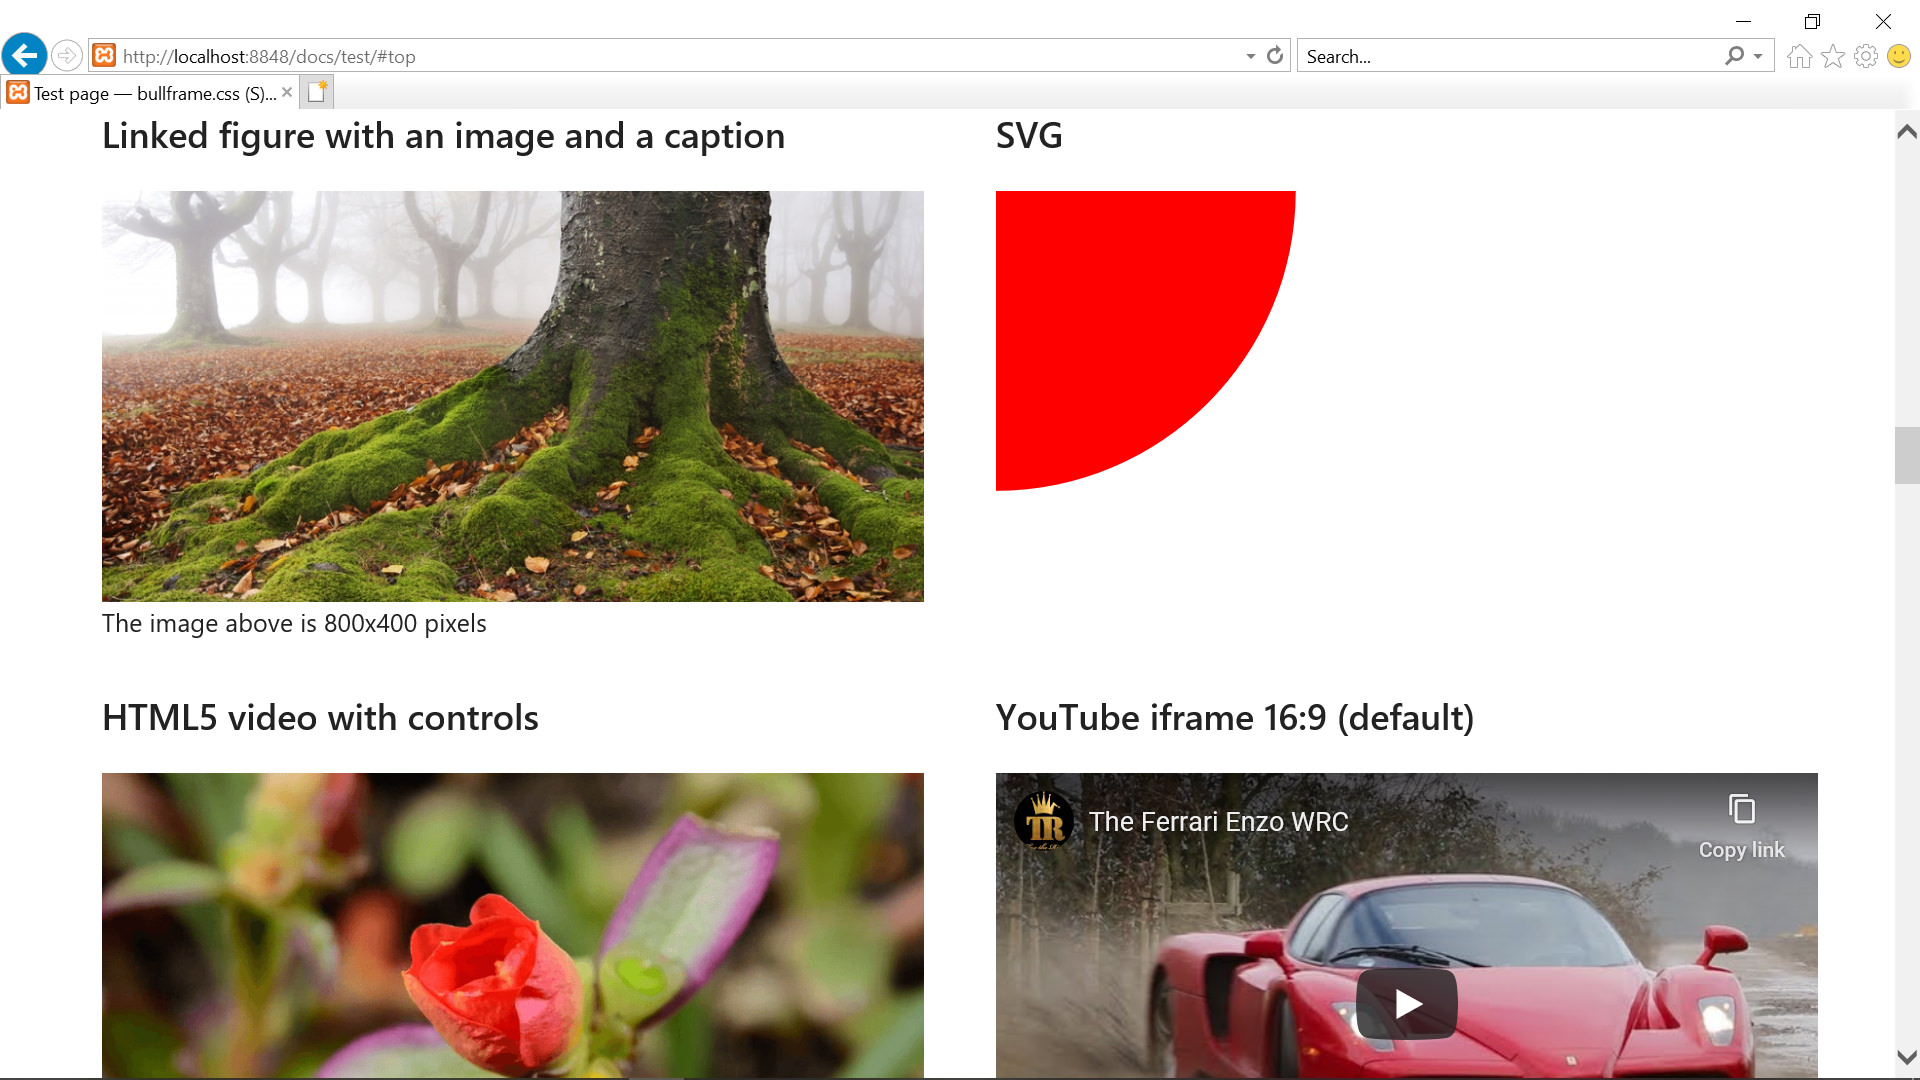 http://localhost:8848/docs/test/#top
Search...
Test page — bullframe.css (S)...
Linked figure with an image and a caption
SVG
The image above is 800x400 pixels
HTML5 video with controls
YouTube iframe 16:9 (default)
TR
The Ferrari Enzo WRC
Copy link